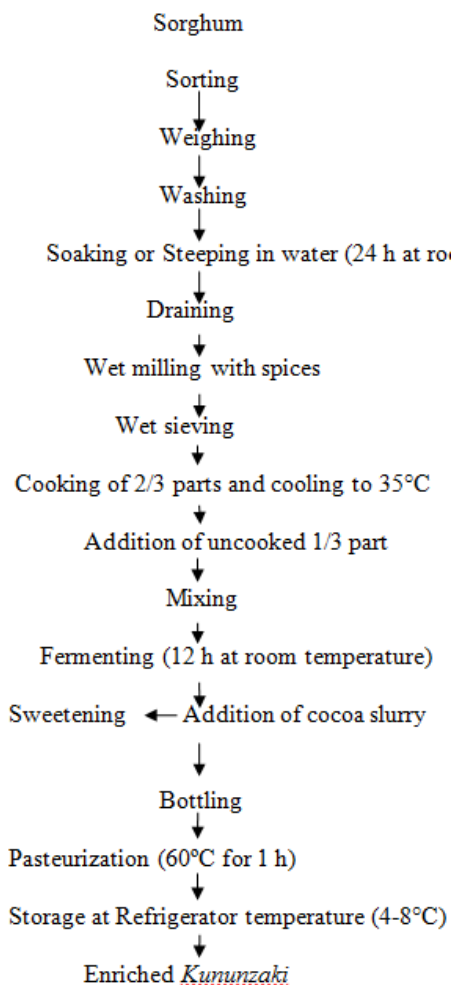 Sorghum
Sorting
Weighing
Washing
Soaking or Steeping in water (24 h at
Draining
Wet milling with spices
Wet sieving
Cooking of 2/3 parts and cooling to 35°C
Addition of uncooked 1/3 part
Mixing
Fermenting (12 h at room temperature)
Sweetening Addition of cocoa slurry
Bottling
Pasteurization (60°C for 1 h)
Storage at Refrigerator temperature (4-8°C)
Enriched Kununzaki